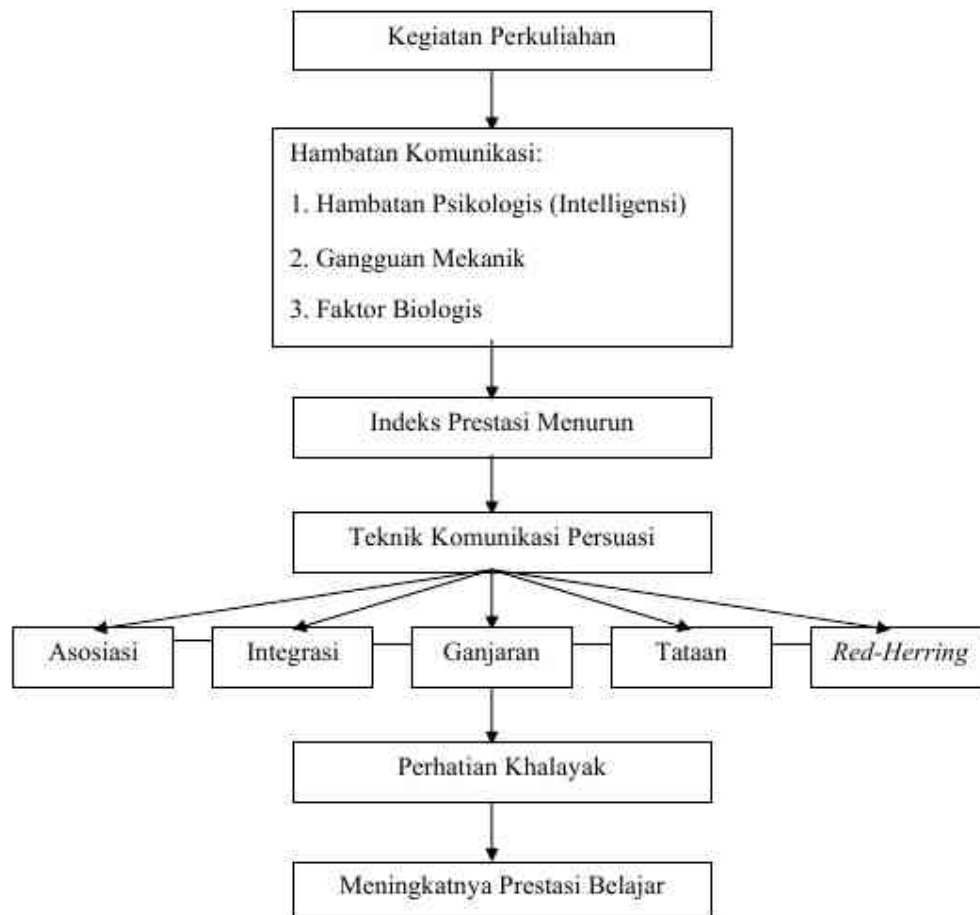 Kegiatan Perkuliahan
Hambatan Komunikasi:
1. Hambatan Psikologis (Intelligensi)
2. Gangguan Mekanik
3. Faktor Biologis
Indeks Prestasi Menurun
Teknik Komunikasi Persuasi
Asosiasi
Integrasi
Ganjaran
Tataan
Red-Herring
Perhatian Khalayak
Meningkatnya Prestasi Belajar